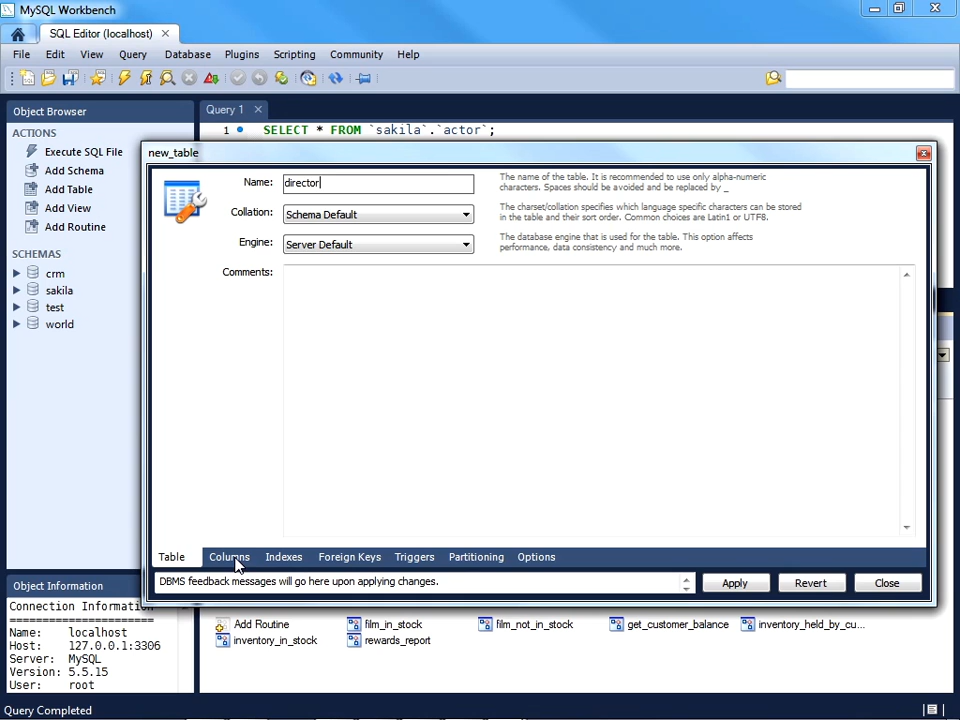 MySQL Workbench
SQL Editor (localhost)
File Edit View Query Database Plugins Scripting Community Help
Object Browser
Query 1
ACTIONS
1 SELECT * FROM `sakila`.`actor`;
Execute SQL File
new_table
Add Schema
Name: director
The name of the table. It is recommended to use only alpha-numeric
characters. Spaces should be avoided and be replaced by _
Add Table
Add View
Collation: Schema Default
The charset/collation specifies which language specific characters can be stored
in the table and their sort order. Common choices are Latin1 or UTF8.
Add Routine
Engine: Server Default
The database engine that is used for the table. This option affects
performance, data consistency and much more.
SCHEMAS
Comments:
crm
sakila
test
world
Table Columns Indexes Foreign Keys Triggers Partitioning Options
DBMS feedback messages will go here upon applying changes.
Apply Revert Close
Object Information
Connection Information
======================
Name: localhost
Host: 127.0.0.1:3306
Server: MySQL
Version: 5.5.15
User: root
Add Routine film_in_stock film_not_in_stock get_customer_balance inventory_held_by_cu...
inventory_in_stock rewards_report
Query Completed